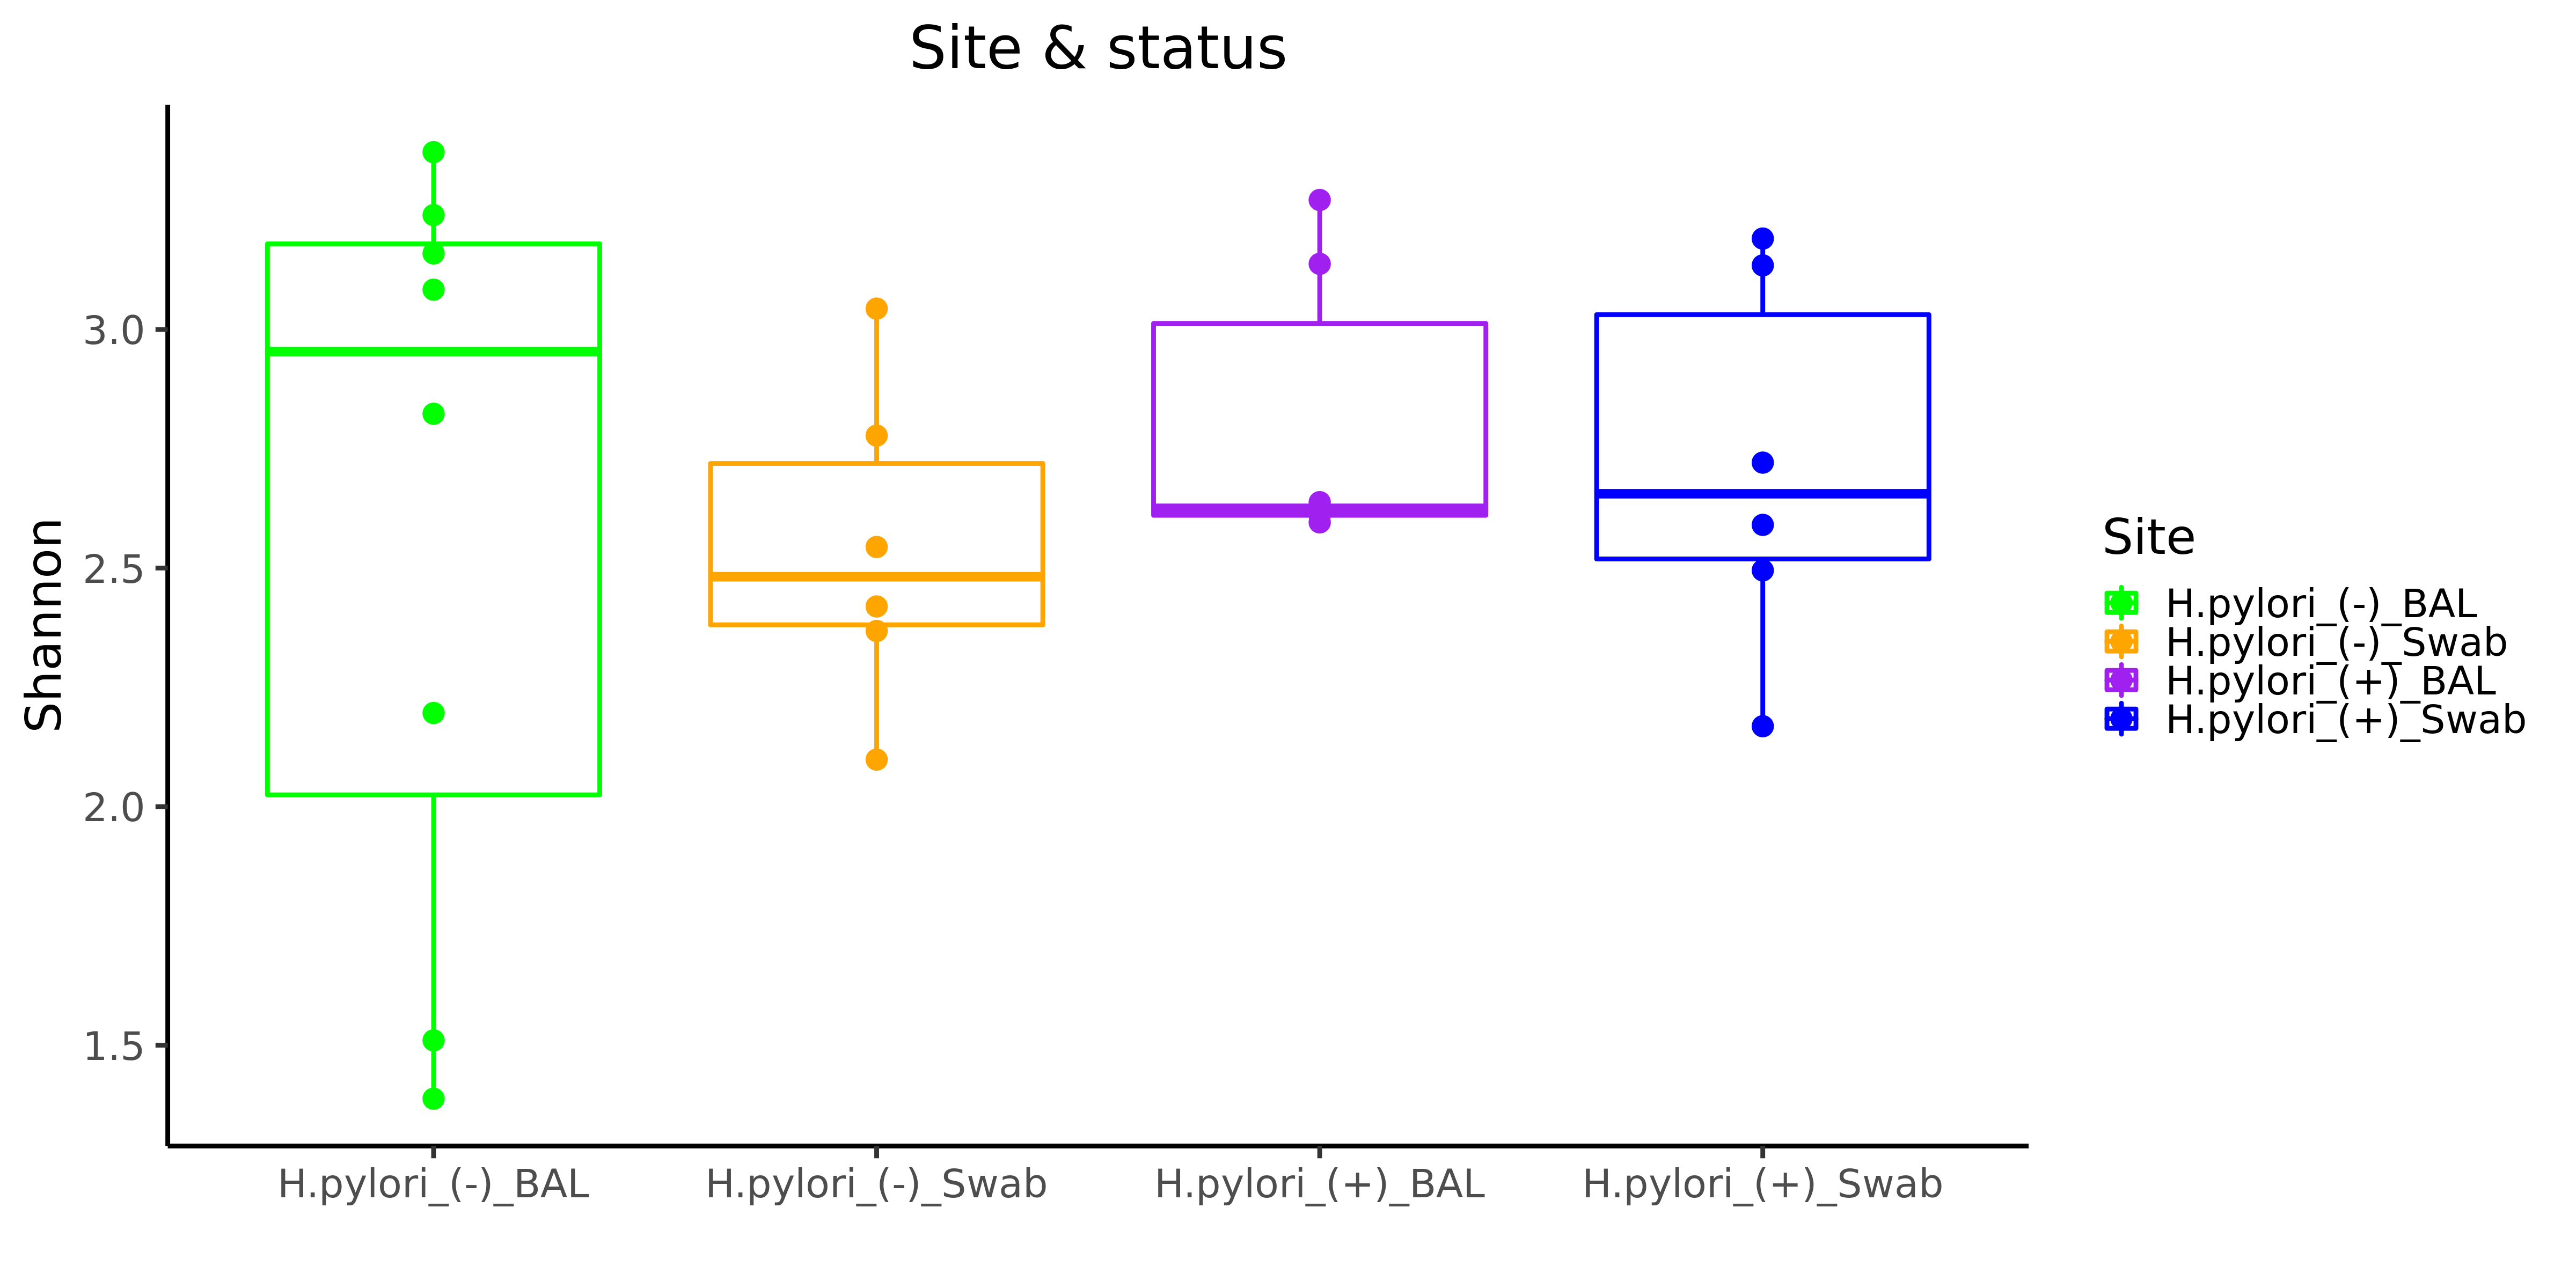 Site & status
Shannon
3.0
2.5
2.0
1.5
H.pylori_(-)_BAL
H.pylori_(-)_Swab
H.pylori_(+)_BAL
H.pylori_(+)_Swab
Site
H.pylori_(-)_BAL
H.pylori_(-)_Swab
H.pylori_(+)_BAL
H.pylori_(+)_Swab